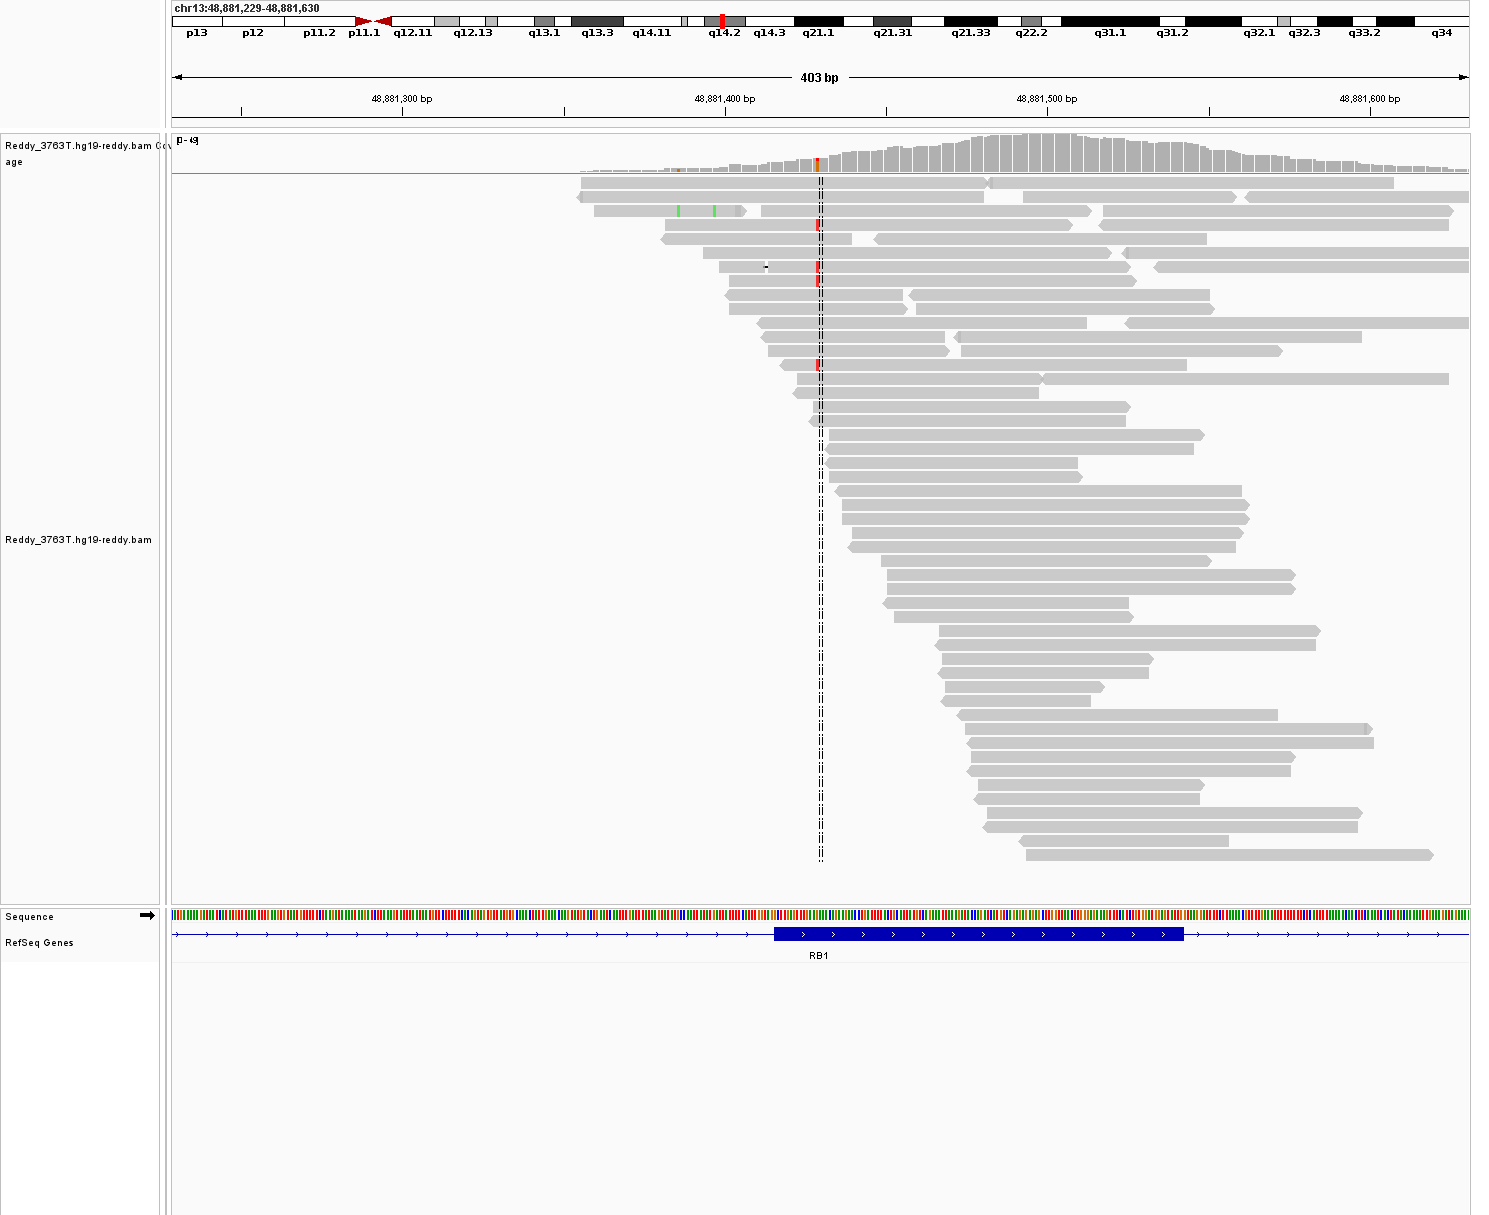 chr13:48,881,229-48,881,630
p13 p12 p11.2 p11.1 q12.11 q12.13 q13.1 q13.3 q14.11 q14.2 q14.3 q21.1 q21.31 q21.33 q22.2 q31.1 q31.2 q32.1 q32.3 q33.2 q34
403 bp
48,881,300 bp 48,881,400 bp 48,881,500 bp 48,881,600 bp
Reddy_3763T.hg19-reddy.bam Cov
age
[0 - 49]
Reddy_3763T.hg19-reddy.bam
Sequence
RefSeq Genes
RB1